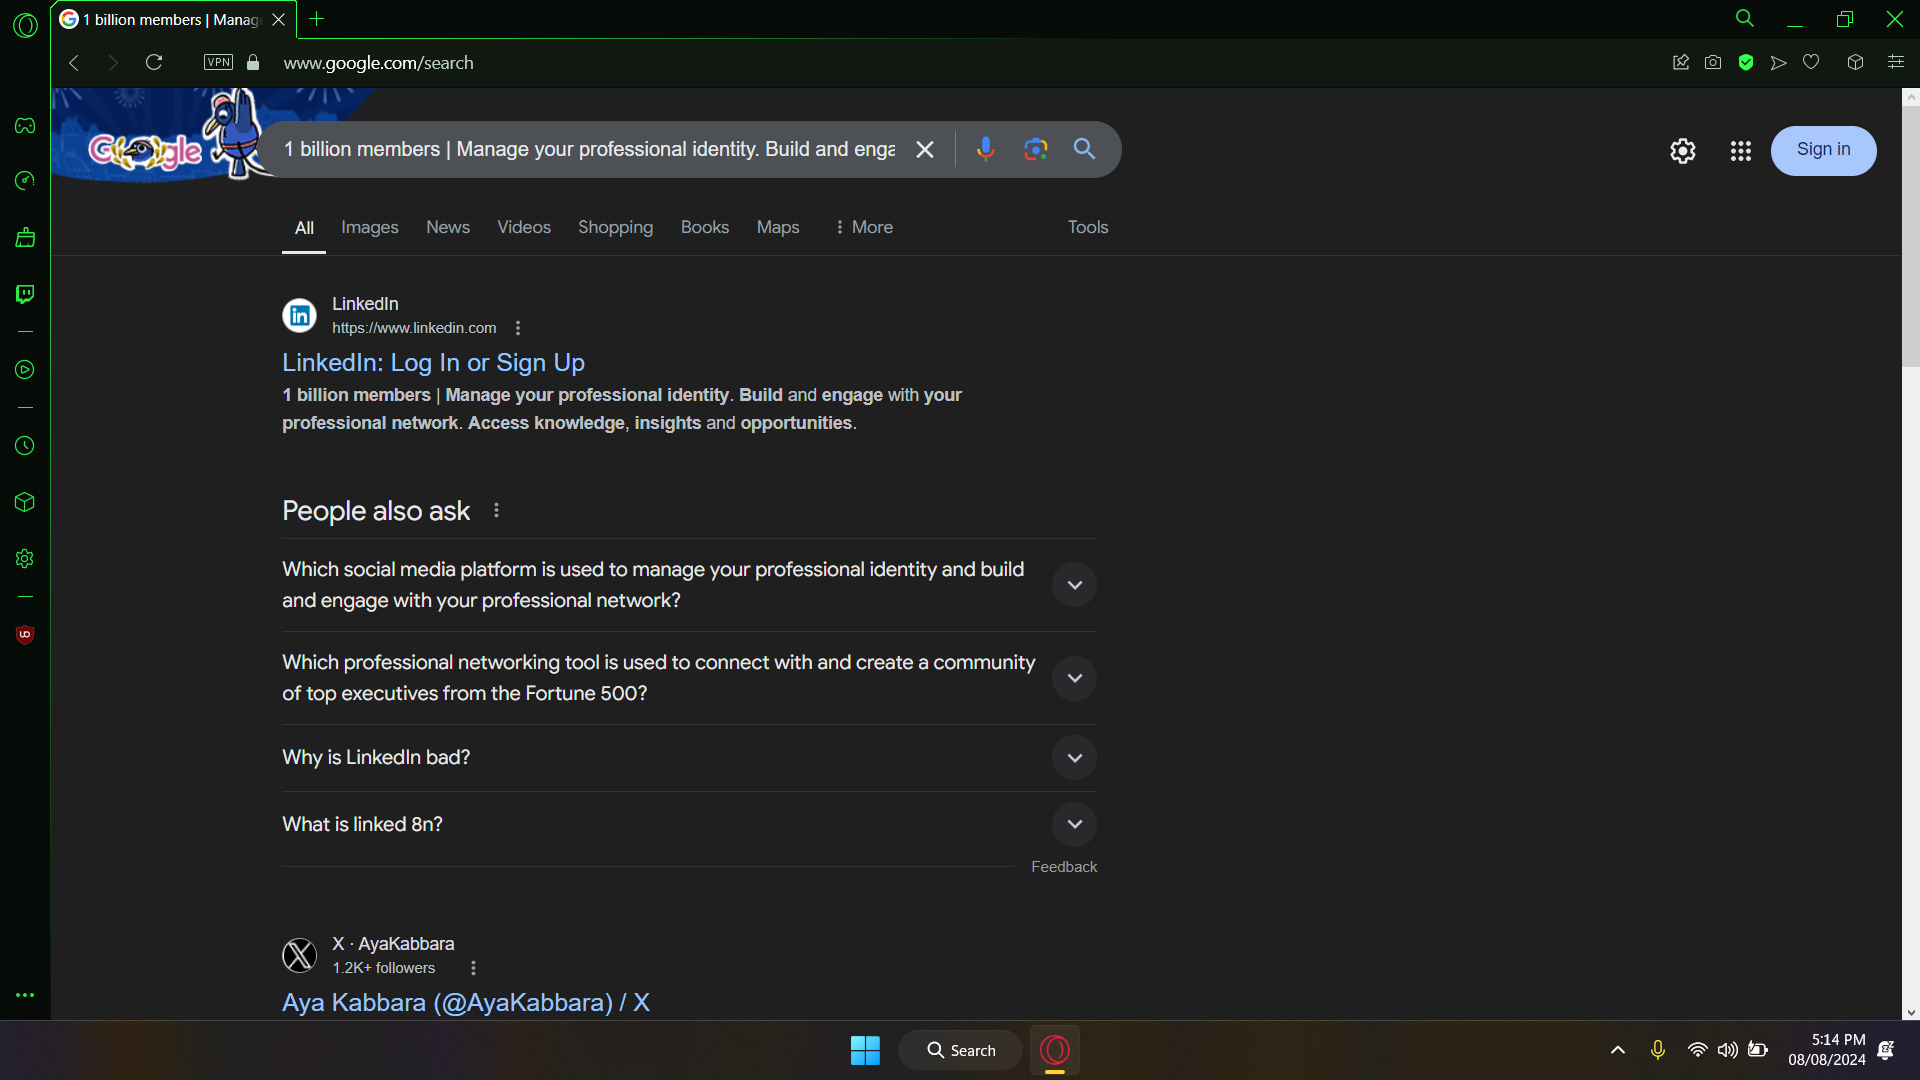 1 billion members | Manag
VPN
www.google.com/search
Google
1 billion members | Manage your professional identity. Build and enga
Sign in
All Images News Videos Shopping Books Maps More Tools
LinkedIn
https://www.linkedin.com
LinkedIn: Log In or Sign Up
1 billion members | Manage your professional identity. Build and engage with your
professional network. Access knowledge, insights and opportunities.
People also ask
Which social media platform is used to manage your professional identity and build
and engage with your professional network?
Which professional networking tool is used to connect with and create a community
of top executives from the Fortune 500?
Why is LinkedIn bad?
What is linked 8n?
Feedback
X · AyaKabbara
1.2K+ followers
Aya Kabbara (@AyaKabbara) / X
Search
5:14 PM
08/08/2024